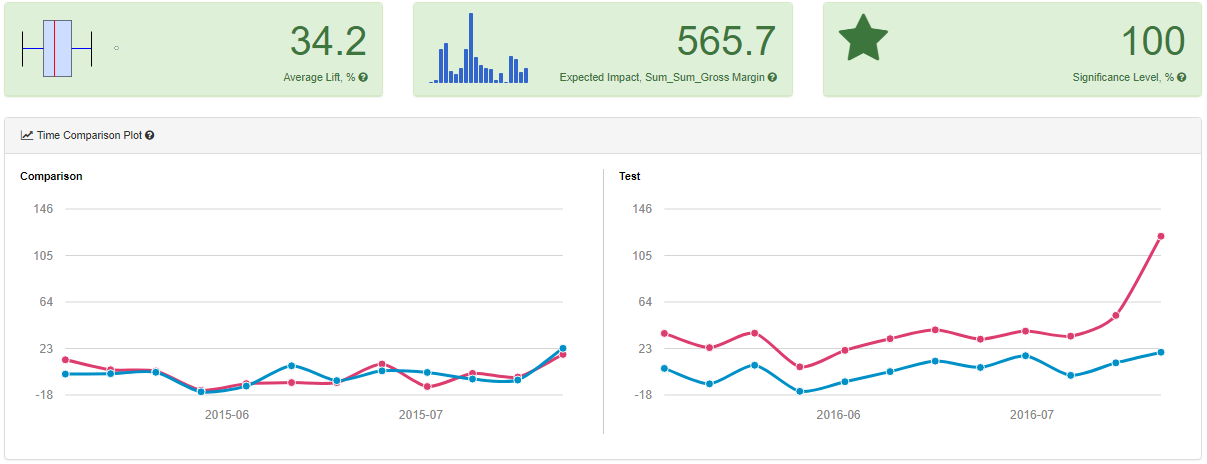 34.2
Average Lift, %
565.7
Expected Impact, Sum_Sum_Gross Margin
100
Significance Level, %
Time Comparison Plot
Comparison
146
105
64
23
-18
2015-06 2015-07
Test
146
105
64
23
-18
2016-06 2016-07